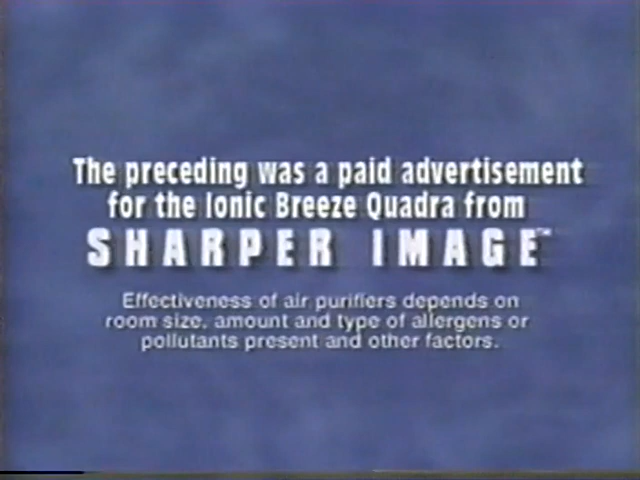 The preceding was a paid advertisement
for the Ionic Breeze Quadra from
SHARPER IMAGE™
Effectiveness of air purifiers depends on
room size, amount and type of allergens or
pollutants present and other factors.